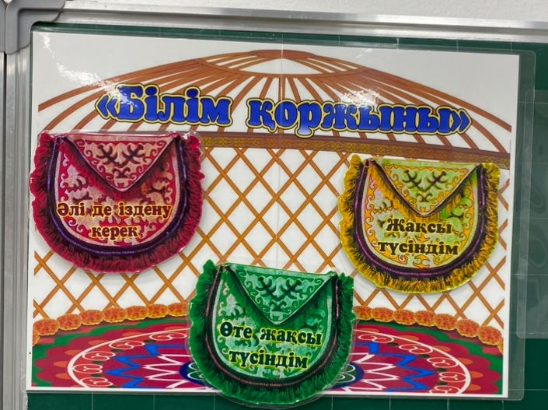 «Білім қоржыны»
Әлі де іздену
керек
Жақсы
түсіндім
Өте жақсы
түсіндім